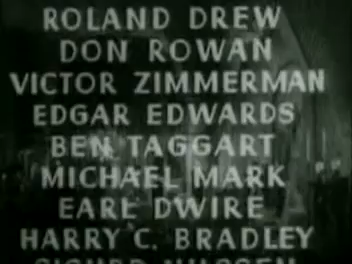 ROLAND DREW
DON ROWAN
VICTOR ZIMMERMAN
EDGAR EDWARDS
BEN TAGGART
MICHAEL MARK
EARL DWIRE
HARRY C. BRADLEY